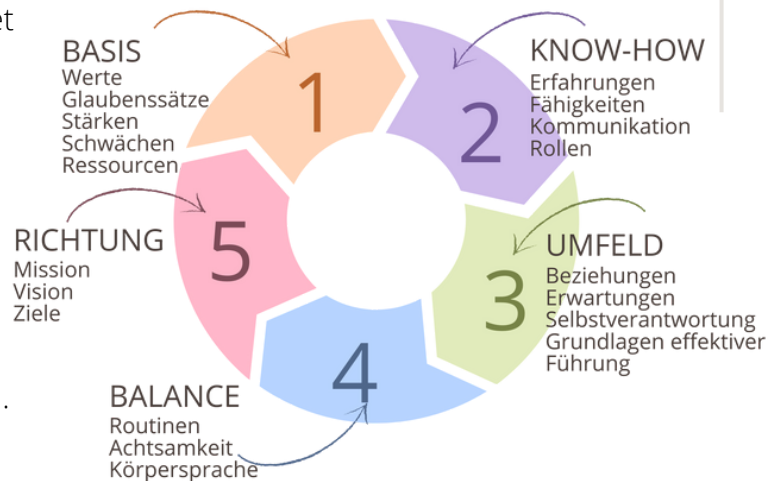 et
BASIS
Werte
Glaubenssätze
Stärken
Schwächen
Ressourcen
1
KNOW-HOW
Erfahrungen
Fähigkeiten
Kommunikation
Rollen
2
UMFELD
Beziehungen
Erwartungen
Selbstverantwortung
Grundlagen effektiver
Führung
3
BALANCE
Routinen
Achtsamkeit
Körpersprache
4
RICHTUNG
Mission
Vision
Ziele
5
.